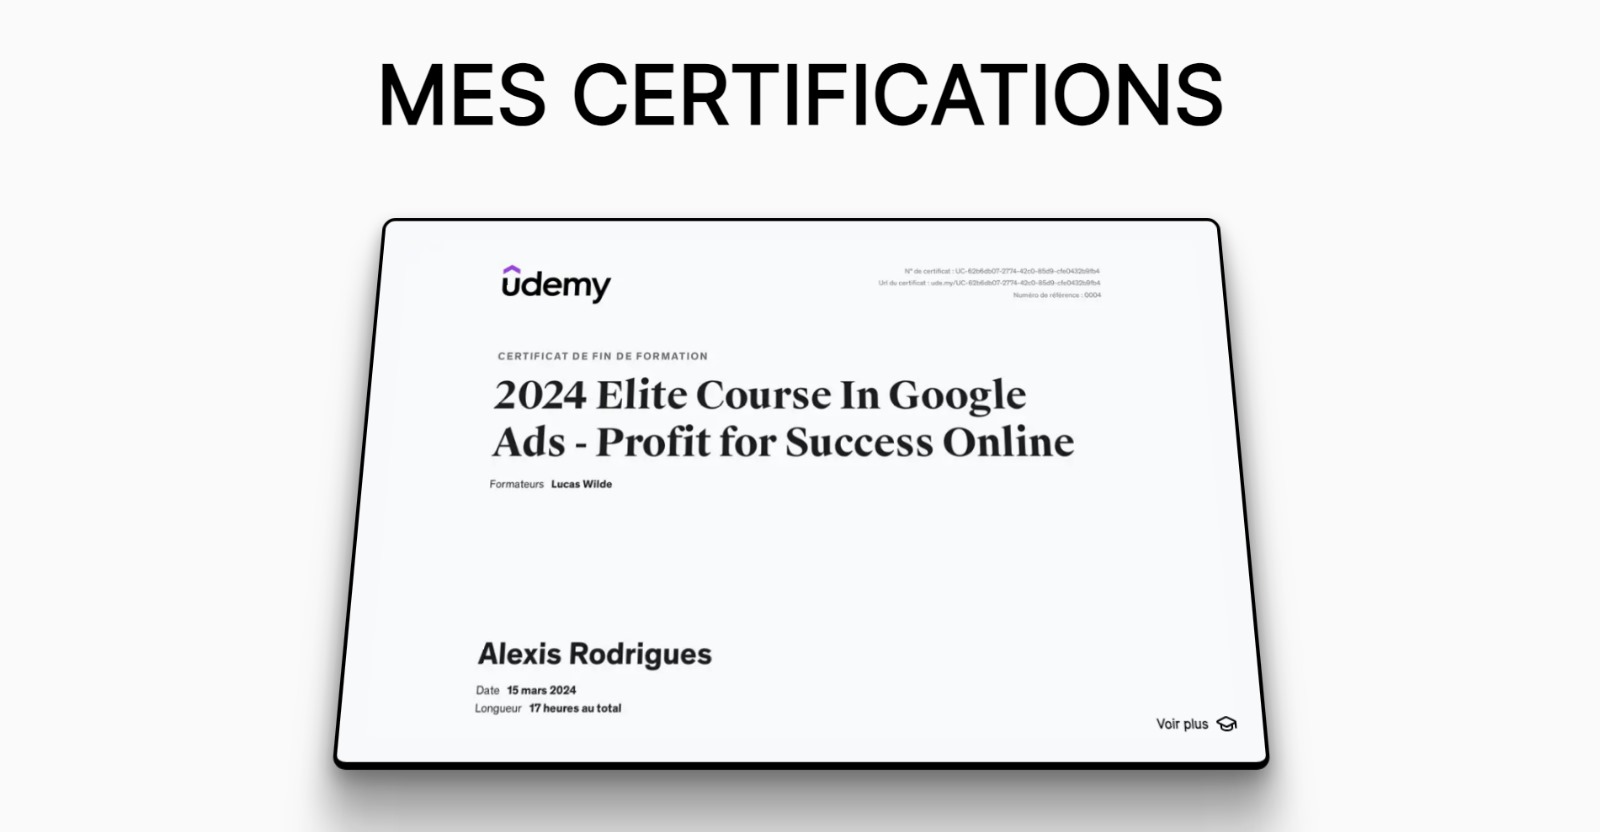 MES CERTIFICATIONS
udemy
N° de certificat : UC-62b6db07-2774-42c0-85d9-cfe0432b9fb4
Url du certificat : ude.my/UC-62b6db07-2774-42c0-85d9-cfe0432b9fb4
Numéro de référence : 0004
CERTIFICAT DE FIN DE FORMATION
2024 Elite Course In Google
Ads - Profit for Success Online
Formateurs Lucas Wilde
Alexis Rodrigues
Date 15 mars 2024
Longueur 17 heures au total
Voir plus